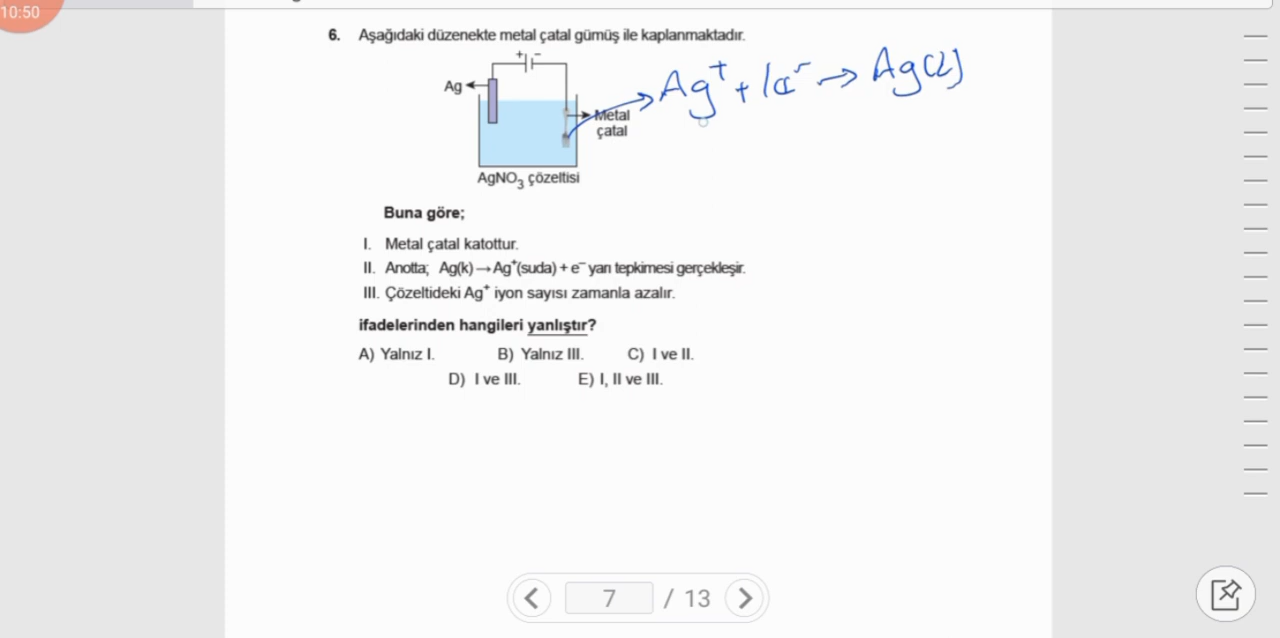 10:50
6. Aşağıdaki düzenekte metal çatal gümüş ile kaplanmaktadır.
+ -
Ag
Metal
çatal
Ag⁺ + 1e⁻ → Ag(k)
AgNO₃ çözeltisi
Buna göre;
I. Metal çatal katottur.
II. Anotta; Ag(k) → Ag⁺(suda) + e⁻ yarı tepkimesi gerçekleşir.
III. Çözeltideki Ag⁺ iyon sayısı zamanla azalır.
ifadelerinden hangileri yanlıştır?
A) Yalnız I. B) Yalnız III. C) I ve II.
D) I ve III. E) I, II ve III.
7 / 13